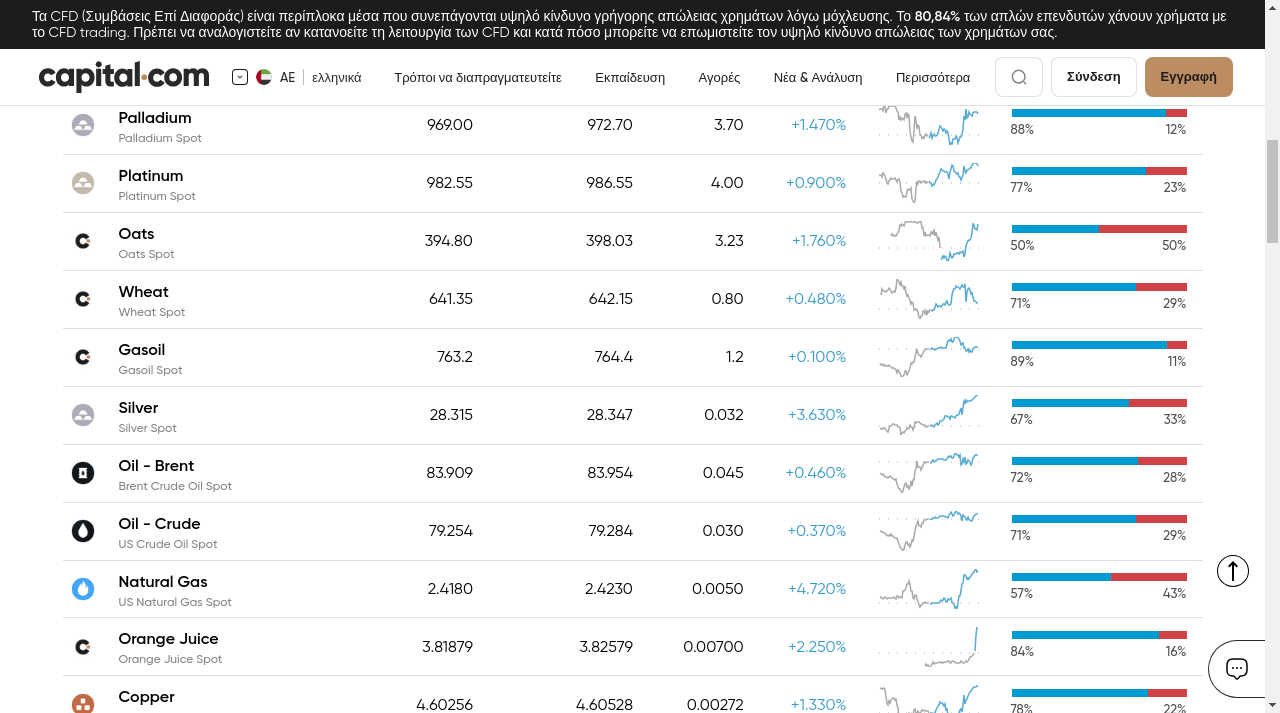 Τα CFD (Συμβάσεις Επί Διαφοράς) είναι περίπλοκα μέσα που συνεπάγονται υψηλό κίνδυνο γρήγορης απώλειας χρημάτων λόγω μόχλευσης. Το 80,84% των απλών επενδυτών χάνουν χρήματα με
το CFD trading. Πρέπει να αναλογιστείτε αν κατανοείτε τη λειτουργία των CFD και κατά πόσο μπορείτε να επωμιστείτε τον υψηλό κίνδυνο απώλειας των χρημάτων σας.
capital.com AE ελληνικά Τρόποι να διαπραγματευτείτε Εκπαίδευση Αγορές Νέα & Ανάλυση Περισσότερα Σύνδεση Εγγραφή
Palladium 969.00 972.70 3.70 +1.470%
Palladium Spot 88% 12%
Platinum 982.55 986.55 4.00 +0.900%
Platinum Spot 77% 23%
Oats 394.80 398.03 3.23 +1.760%
Oats Spot 50% 50%
Wheat 641.35 642.15 0.80 +0.480%
Wheat Spot 71% 29%
Gasoil 763.2 764.4 1.2 +0.100%
Gasoil Spot 89% 11%
Silver 28.315 28.347 0.032 +3.630%
Silver Spot 67% 33%
Oil - Brent 83.909 83.954 0.045 +0.460%
Brent Crude Oil Spot 72% 28%
Oil - Crude 79.254 79.284 0.030 +0.370%
US Crude Oil Spot 71% 29%
Natural Gas 2.4180 2.4230 0.0050 +4.720%
US Natural Gas Spot 57% 43%
Orange Juice 3.81879 3.82579 0.00700 +2.250%
Orange Juice Spot 84% 16%
Copper 4.60256 4.60528 0.00272 +1.330%
78% 22%